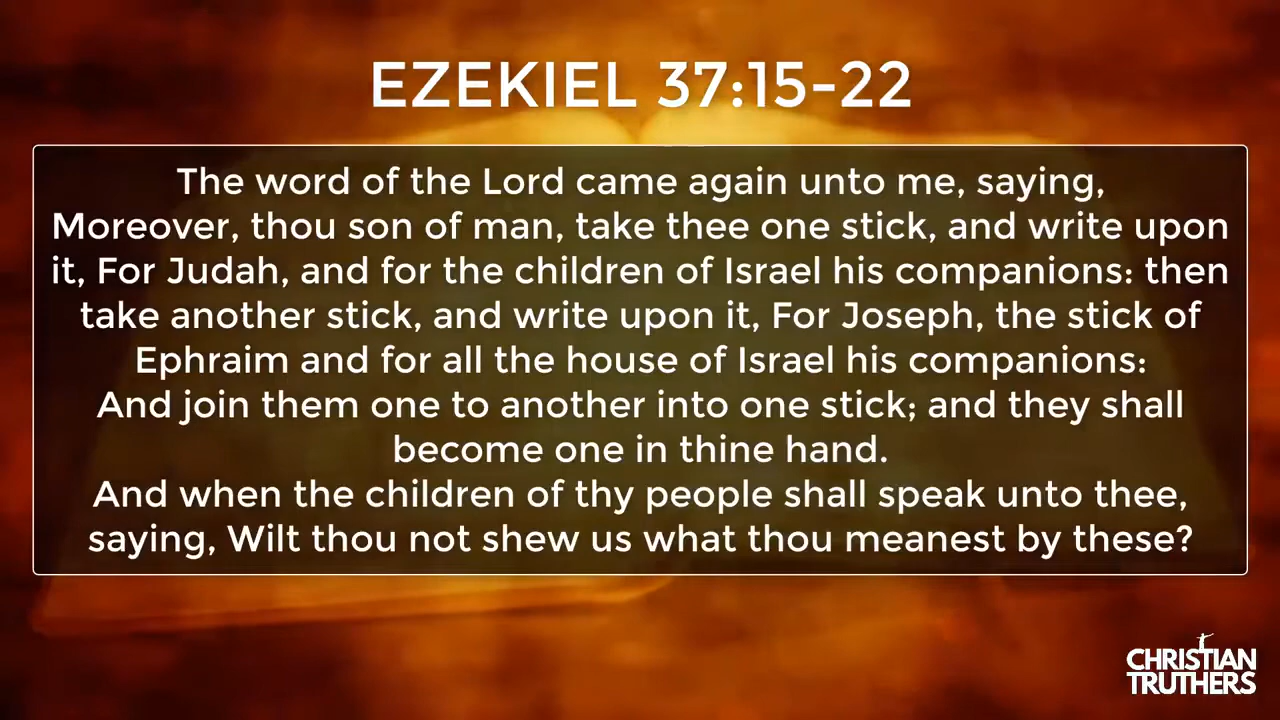 EZEKIEL 37:15-22
The word of the Lord came again unto me, saying,
Moreover, thou son of man, take thee one stick, and write upon
it, For Judah, and for the children of Israel his companions: then
take another stick, and write upon it, For Joseph, the stick of
Ephraim and for all the house of Israel his companions:
And join them one to another into one stick; and they shall
become one in thine hand.
And when the children of thy people shall speak unto thee,
saying, Wilt thou not shew us what thou meanest by these?
CHRISTIAN
TRUTHERS